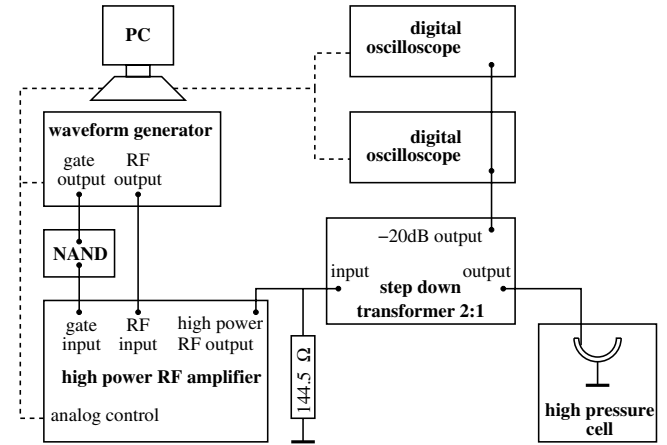 PC
digital
oscilloscope
waveform generator
gate
output
RF
output
digital
oscilloscope
NAND
−20dB output
input
output
step down
transformer 2:1
gate
input
RF
input
high power
RF output
high power RF amplifier
analog control
144.5 Ω
high pressure
cell